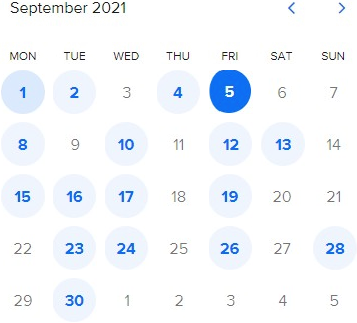 September 2021
MON TUE WED THU FRI SAT SUN
1 2 3 4 5 6 7
8 9 10 11 12 13 14
15 16 17 18 19 20 21
22 23 24 25 26 27 28
29 30 1 2 3 4 5